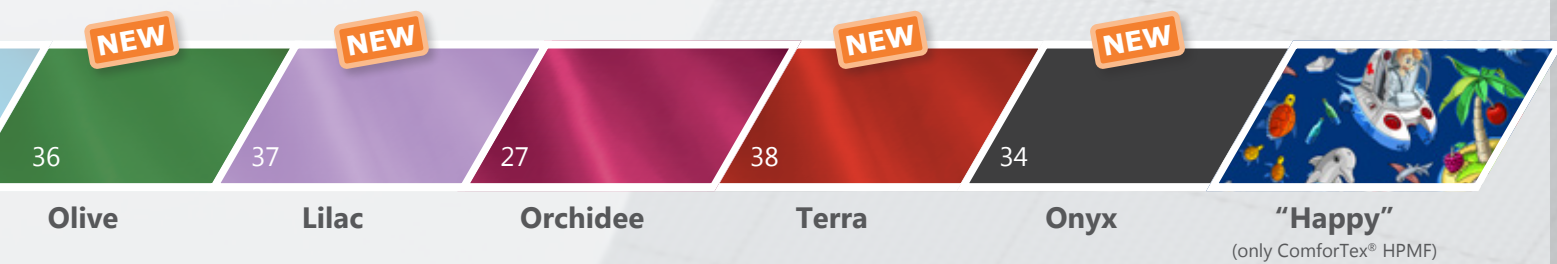 NEW NEW NEW NEW
36 37 27 38 34
Olive Lilac Orchidee Terra Onyx “Happy”
(only ComforTex® HPMF)